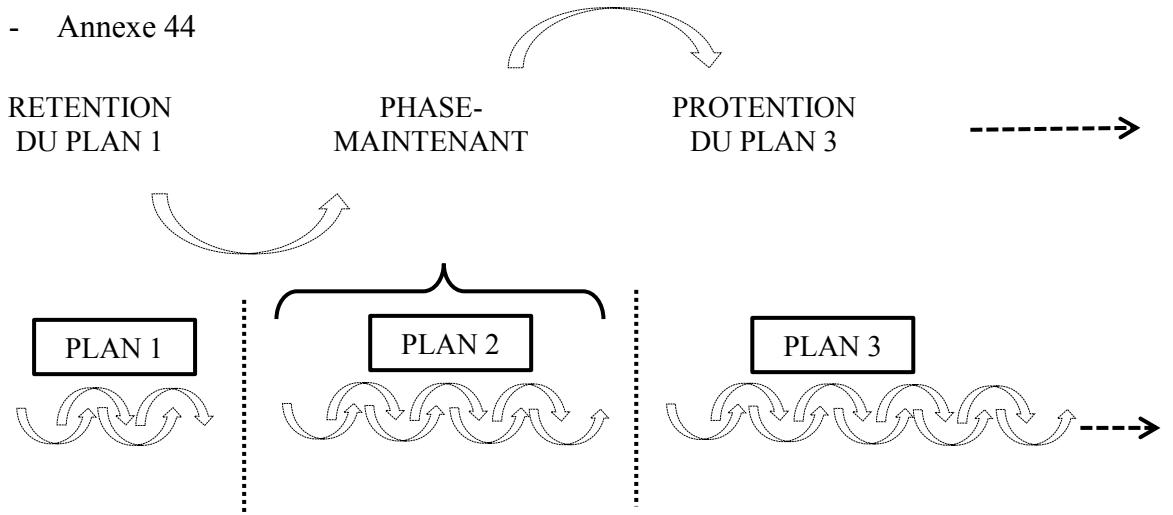 - Annexe 44
RETENTION
DU PLAN 1
PHASE-
MAINTENANT
PROTENTION
DU PLAN 3
PLAN 1
PLAN 2
PLAN 3